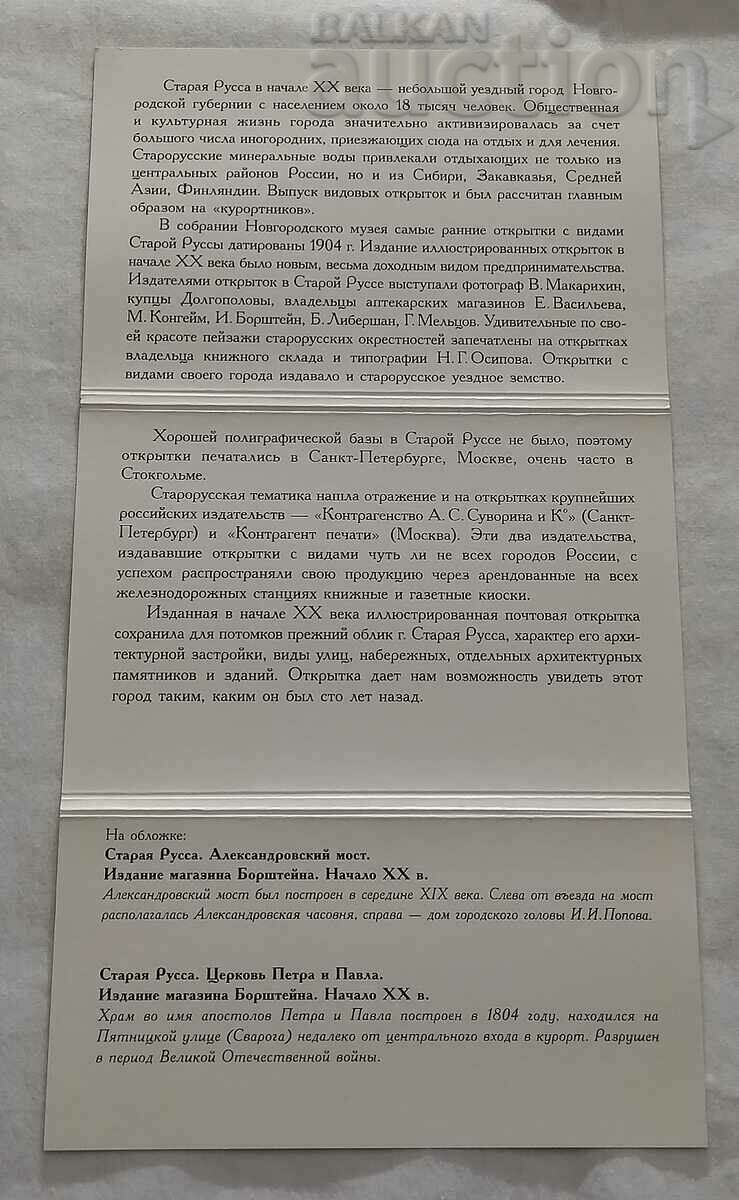 BALKAN
auction
Старая Русса в начале XX века — небольшой уездный город Новго-
родской губернии с населением около 18 тысяч человек. Общественная
и культурная жизнь города значительно активизировалась за счет
большого числа иногородних, приезжающих сюда на отдых и для лечения.
Старорусские минеральные воды привлекали отдыхающих не только из
центральных районов России, но и из Сибири, Закавказья, Средней
Азии, Финляндии. Выпуск видовых открыток и был рассчитан главным
образом на «курортников».
В собрании Новгородского музея самые ранние открытки с видами
Старой Руссы датированы 1904 г. Издание иллюстрированных открыток в
начале XX века было новым, весьма доходным видом предпринимательства.
Издателями открыток в Старой Руссе выступали фотограф В. Макарихин,
купцы Долгополовы, владельцы аптекарских магазинов Е. Васильева,
М. Конгейм, И. Борштейн, Б. Либершан, Г. Мельцов. Удивительные по сво-
ей красоте пейзажи старорусских окрестностей запечатлены на открытках
владельца книжного склада и типографии Н. Г. Осипова. Открытки с
видами своего города издавало и старорусское уездное земство.
Хорошей полиграфической базы в Старой Руссе не было, поэтому
открытки печатались в Санкт-Петербурге, Москве, очень часто в
Стокгольме.
Старорусская тематика нашла отражение и на открытках крупнейших
российских издательств — «Контрагенство А. С. Суворина и К°» (Санкт-
Петербург) и «Контрагент печати» (Москва). Эти два издательства,
издававшие открытки с видами чуть ли не всех городов России, с
успехом распространяли свою продукцию через арендованные на всех
железнодорожных станциях книжные и газетные киоски.
Изданная в начале XX века иллюстрированная почтовая открытка
сохранила для потомков прежний облик г. Старая Русса, характер его архи-
тектурной застройки, виды улиц, набережных, отдельных архитектурных
памятников и зданий. Открытка дает нам возможность увидеть этот
город таким, каким он был сто лет назад.
На обложке:
Старая Русса. Александровский мост.
Издание магазина Борштейна. Начало XX в.
Александровский мост был построен в середине XIX века. Слева от въезда на мост
располагалась Александровская часовня, справа — дом городского головы И.И.Попова.
Старая Русса. Церковь Петра и Павла.
Издание магазина Борштейна. Начало XX в.
Храм во имя апостолов Петра и Павла построен в 1804 году, находился на
Пятницкой улице (Сварога) недалеко от центрального входа в курорт. Разрушен
в период Великой Отечественной войны.